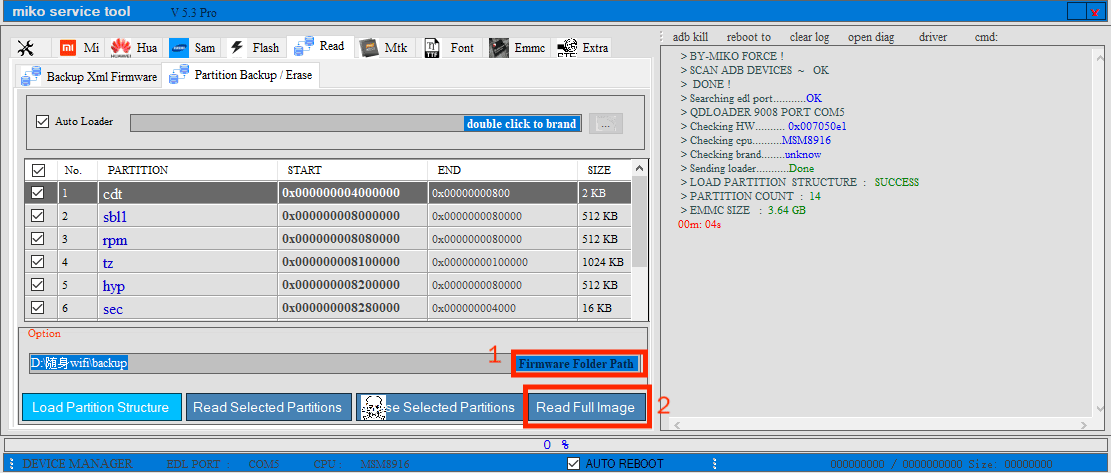 miko service tool V 5.3 Pro
Mi Hua Sam Flash Read Mtk Font Emmc Extra
Backup Xml Firmware Partition Backup / Erase
Auto Loader double click to brand ...
No. PARTITION START END SIZE
1 cdt 0x000000004000000 0x00000000800 2 KB
2 sbl1 0x000000008000000 0x00000080000 512 KB
3 rpm 0x000000008080000 0x00000080000 512 KB
4 tz 0x000000008100000 0x00000100000 1024 KB
5 hyp 0x000000008200000 0x00000080000 512 KB
6 sec 0x000000008280000 0x00000004000 16 KB
Option
D:\随身wifi\backup 1 Firmware Folder Path
Load Partition Structure Read Selected Partitions se Selected Partitions Read Full Image 2
adb kill reboot to clear log open diag driver cmd:
> BY-MIKO FORCE !
> SCAN ADB DEVICES ~ OK
> DONE !
> Searching edl port...........OK
> QDLOADER 9008 PORT COM5
> Checking HW.......... 0x007050e1
> Checking cpu..........MSM8916
> Checking brand........unknow
> Sending loader...........Done
> LOAD PARTITION STRUCTURE : SUCCESS
> PARTITION COUNT : 14
> EMMC SIZE : 3.64 GB
00m: 04s
0 %
DEVICE MANAGER EDL PORT : COM5 CPU : MSM8916 AUTO REBOOT 000000000 / 0000000000 Size: 00000000